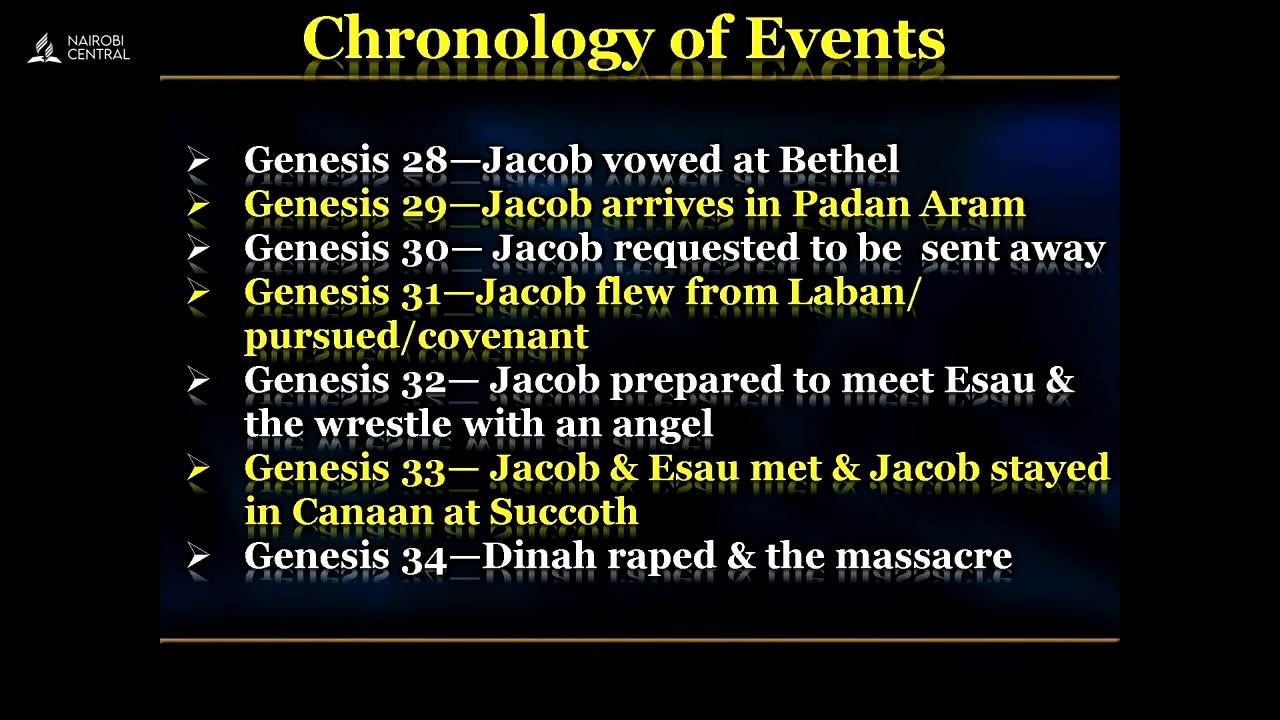 NAIROBI
CENTRAL
Chronology of Events
➢ Genesis 28—Jacob vowed at Bethel
➢ Genesis 29—Jacob arrives in Padan Aram
➢ Genesis 30— Jacob requested to be  sent away
➢ Genesis 31—Jacob flew from Laban/
pursued/covenant
➢ Genesis 32— Jacob prepared to meet Esau &
the wrestle with an angel
➢ Genesis 33— Jacob & Esau met & Jacob stayed
in Canaan at Succoth
➢ Genesis 34—Dinah raped & the massacre